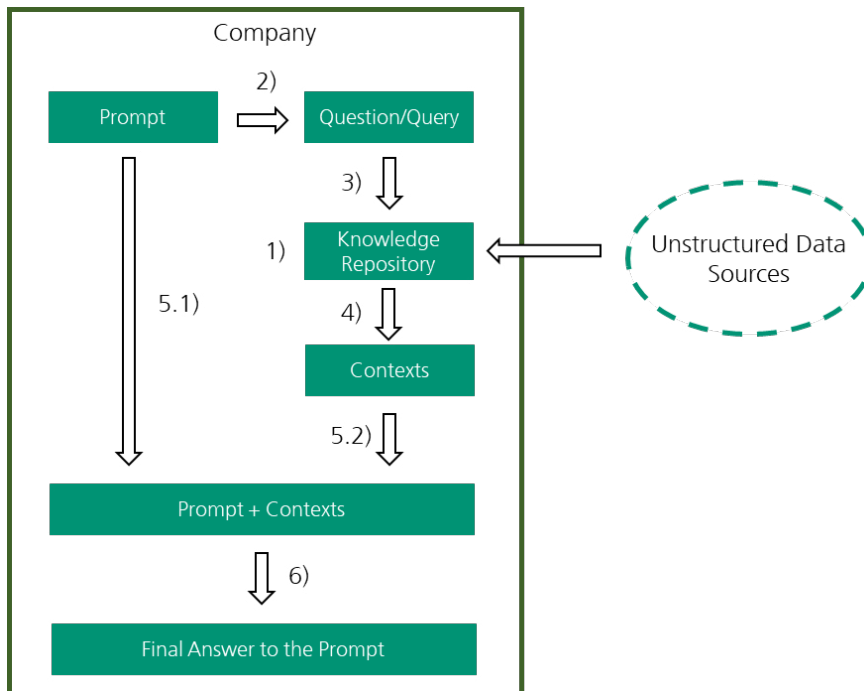 Company
2)
Prompt
Question/Query
3)
1)
Knowledge
Repository
Unstructured Data
Sources
5.1)
4)
Contexts
5.2)
Prompt + Contexts
6)
Final Answer to the Prompt